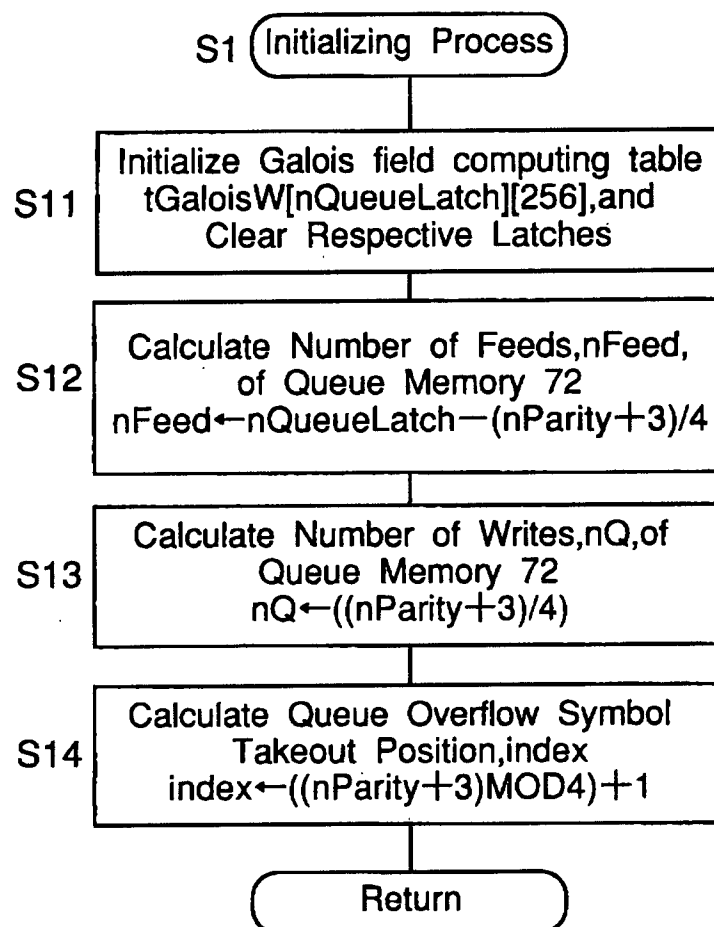 S1 Initializing Process
Initialize Galois field computing table
S11 tGaloisW[nQueueLatch][256],and
Clear Respective Latches
Calculate Number of Feeds,nFeed,
S12 of Queue Memory 72
nFeed←nQueueLatch—(nParity+3)/4
Calculate Number of Writes,nQ,of
S13 Queue Memory 72
nQ←((nParity+3)/4)
Calculate Queue Overflow Symbol
S14 Takeout Position,index
index←((nParity+3)MOD4)+1
Return